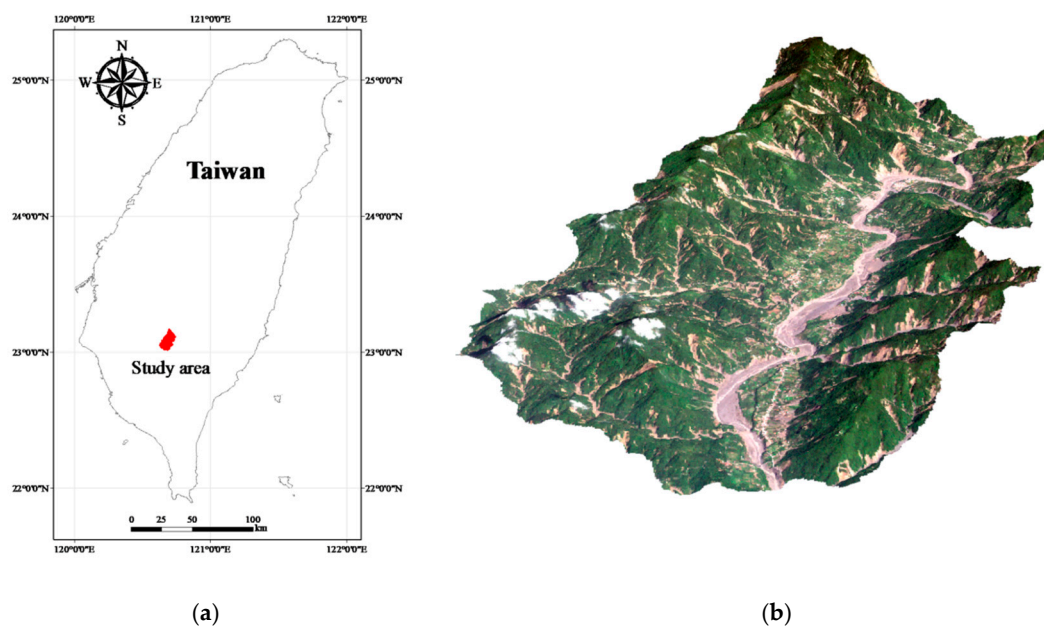 120°0'0"E 121°0'0"E 122°0'0"E
N
W E
S
25°0'0"N 25°0'0"N
Taiwan
24°0'0"N 24°0'0"N
23°0'0"N 23°0'0"N
Study area
22°0'0"N 22°0'0"N
0 25 50 100
km
120°0'0"E 121°0'0"E 122°0'0"E
(a) (b)